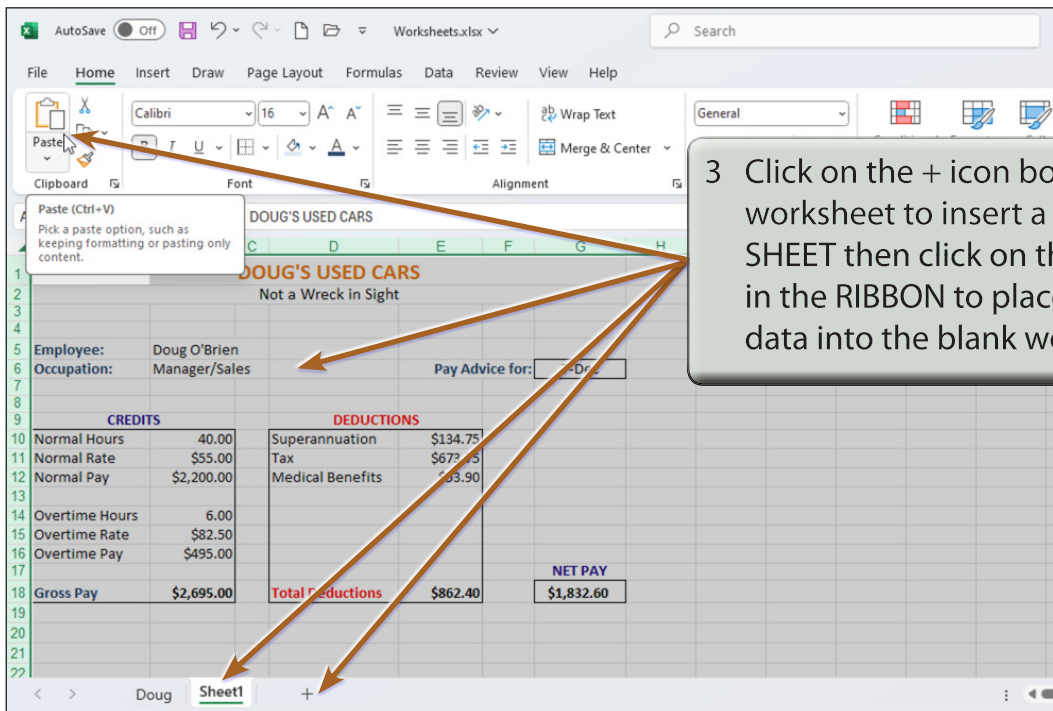 AutoSave Off Worksheets.xlsx Search
File Home Insert Draw Page Layout Formulas Data Review View Help
Calibri 16 A A Wrap Text General
Paste B I U A Merge & Center
Clipboard Font Alignment
Paste (Ctrl+V)
Pick a paste option, such as
keeping formatting or pasting only
content.
DOUG'S USED CARS
C D E F G H
3 Click on the + icon bo
worksheet to insert a
SHEET then click on th
in the RIBBON to place
data into the blank wo
1 DOUG'S USED CARS
2 Not a Wreck in Sight
3
4
5 Employee: Doug O'Brien
6 Occupation: Manager/Sales Pay Advice for:
7
8
9 CREDITS DEDUCTIONS
10 Normal Hours 40.00 Superannuation $134.75
11 Normal Rate $55.00 Tax
12 Normal Pay $2,200.00 Medical Benefits
13
14 Overtime Hours 6.00
15 Overtime Rate $82.50
16 Overtime Pay $495.00
17 NET PAY
18 Gross Pay $2,695.00 Total Deductions $862.40 $1,832.60
19
20
21
22
< > Doug Sheet1 +